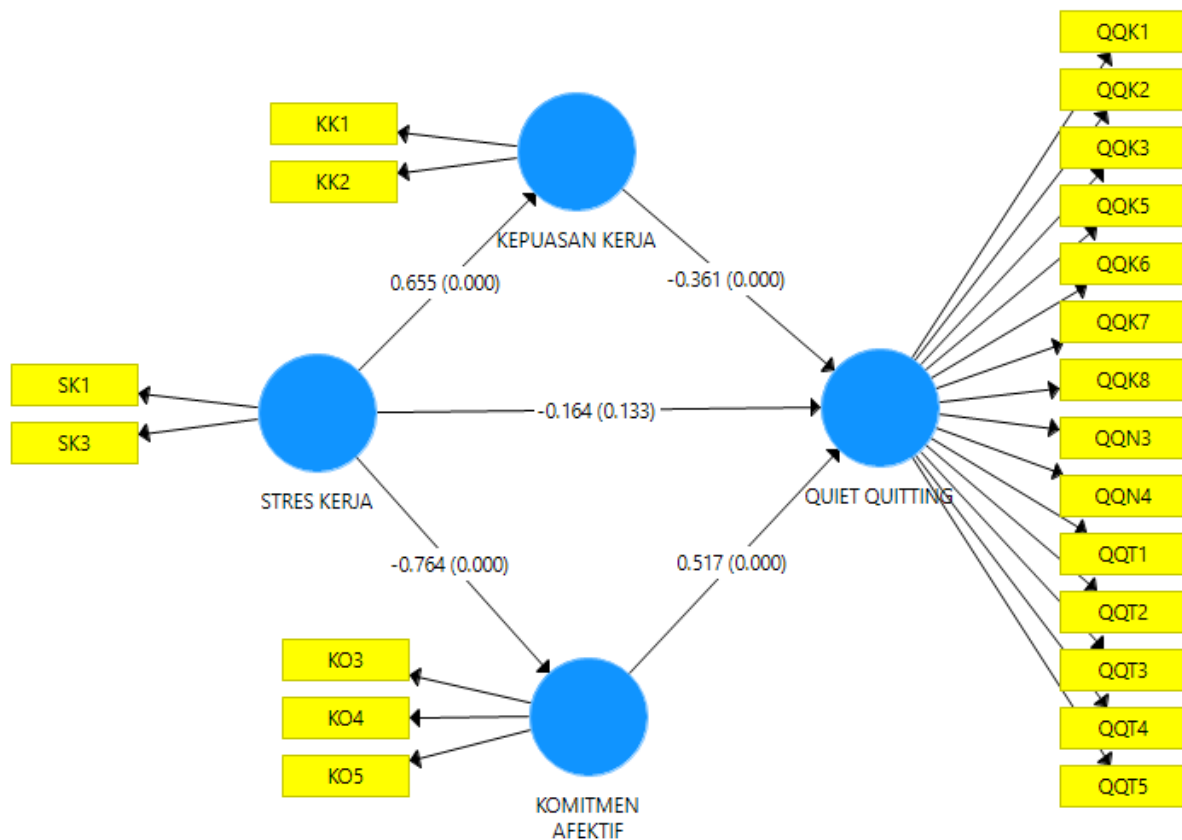 QQK1
QQK2
KK1
QQK3
KK2
QQK5
KEPUASAN KERJA
QQK6
0.655 (0.000)
-0.361 (0.000)
QQK7
SK1
QQK8
-0.164 (0.133)
SK3
QQN3
STRES KERJA
QUIET QUITTING
QQN4
QQT1
-0.764 (0.000)
0.517 (0.000)
QQT2
KO3
QQT3
KO4
QQT4
KO5
QQT5
KOMITMEN
AFEKTIF